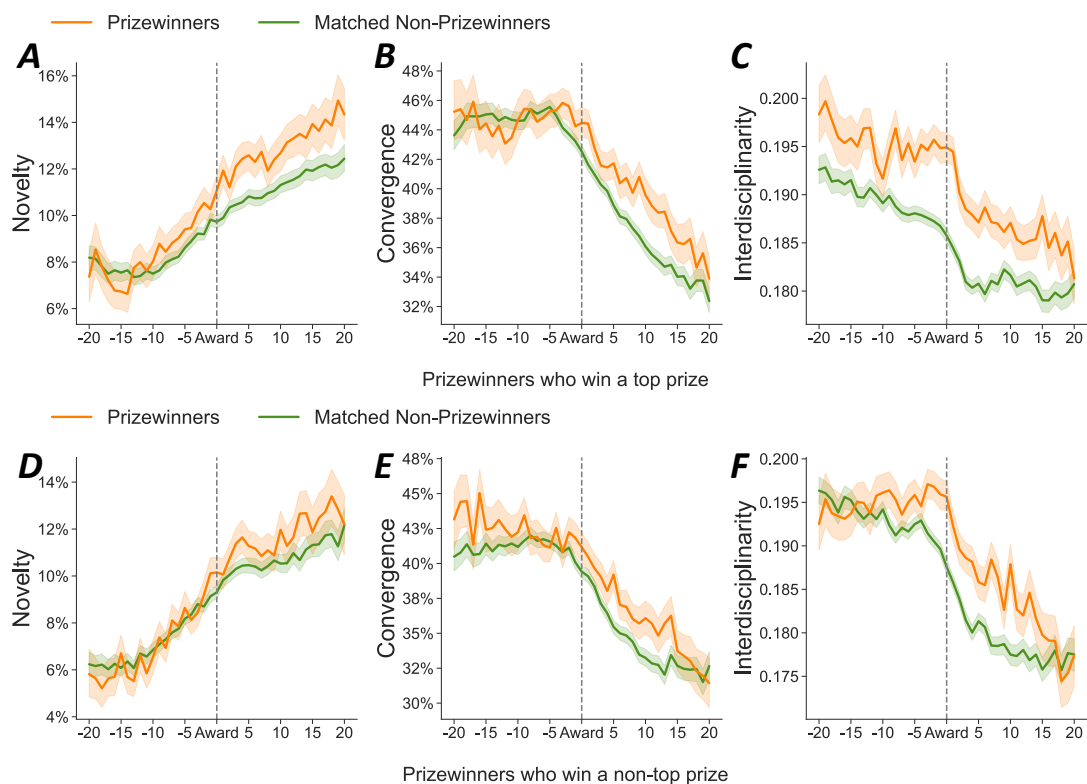 Prizewinners Matched Non-Prizewinners
A B C
16%
14%
12%
10%
8%
6%
Novelty
-20 -15 -10 -5 Award 5 10 15 20
48%
46%
44%
42%
40%
38%
36%
34%
32%
Convergence
-20 -15 -10 -5 Award 5 10 15 20
0.200
0.195
0.190
0.185
0.180
Interdisciplinarity
-20 -15 -10 -5 Award 5 10 15 20
Prizewinners who win a top prize
Prizewinners Matched Non-Prizewinners
D E F
14%
12%
10%
8%
6%
4%
Novelty
-20 -15 -10 -5 Award 5 10 15 20
48%
45%
43%
40%
38%
35%
33%
32%
30%
Convergence
-20 -15 -10 -5 Award 5 10 15 20
0.200
0.195
0.190
0.185
0.180
0.175
Interdisciplinarity
-20 -15 -10 -5 Award 5 10 15 20
Prizewinners who win a non-top prize